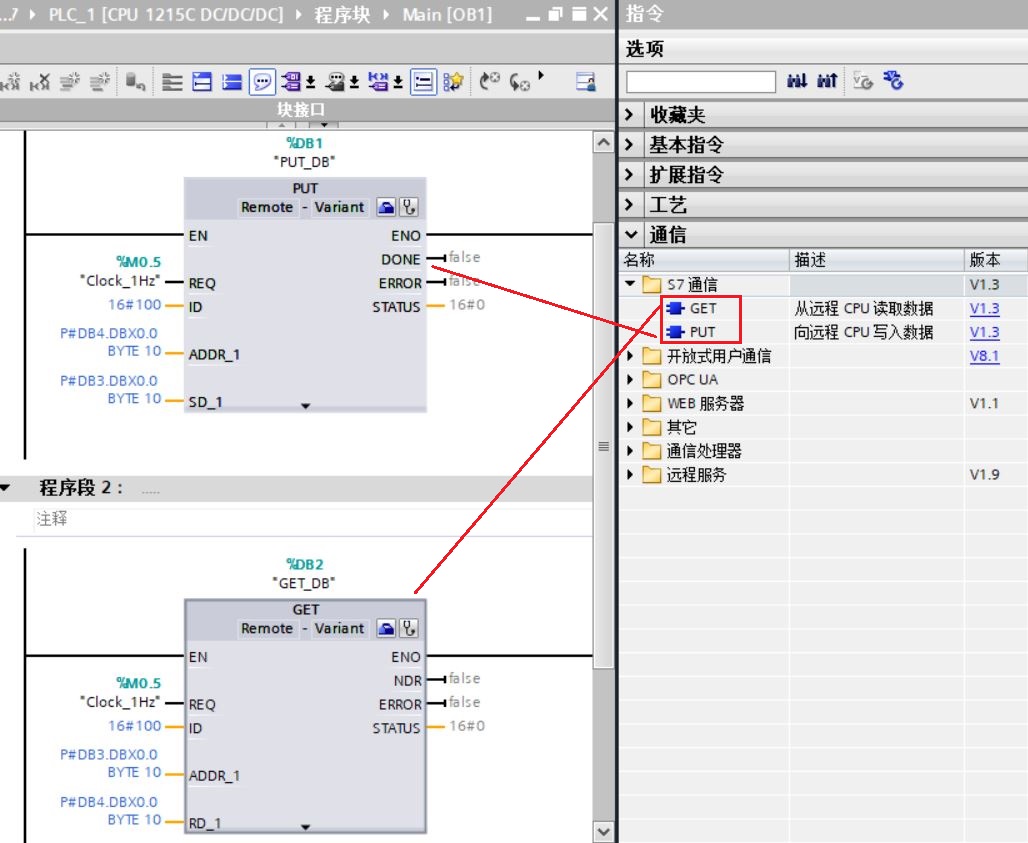 ...7 ▸ PLC_1 [CPU 1215C DC/DC/DC] ▸ 程序块 ▸ Main [OB1]
块接口
%DB1
"PUT_DB"
PUT
Remote - Variant
EN
ENO
DONE
false
%M0.5
"Clock_1Hz"
REQ
ERROR
false
16#100
ID
STATUS
16#0
P#DB4.DBX0.0
BYTE 10
ADDR_1
P#DB3.DBX0.0
BYTE 10
SD_1
程序段 2：
.....
注释
%DB2
"GET_DB"
GET
Remote - Variant
EN
ENO
NDR
false
%M0.5
"Clock_1Hz"
REQ
ERROR
false
16#100
ID
STATUS
16#0
P#DB3.DBX0.0
BYTE 10
ADDR_1
P#DB4.DBX0.0
BYTE 10
RD_1
指令
选项
收藏夹
基本指令
扩展指令
工艺
通信
名称 描述 版本
S7 通信 V1.3
GET 从远程 CPU 读取数据 V1.3
PUT 向远程 CPU 写入数据 V1.3
开放式用户通信 V8.1
OPC UA
WEB 服务器 V1.1
其它
通信处理器
远程服务 V1.9